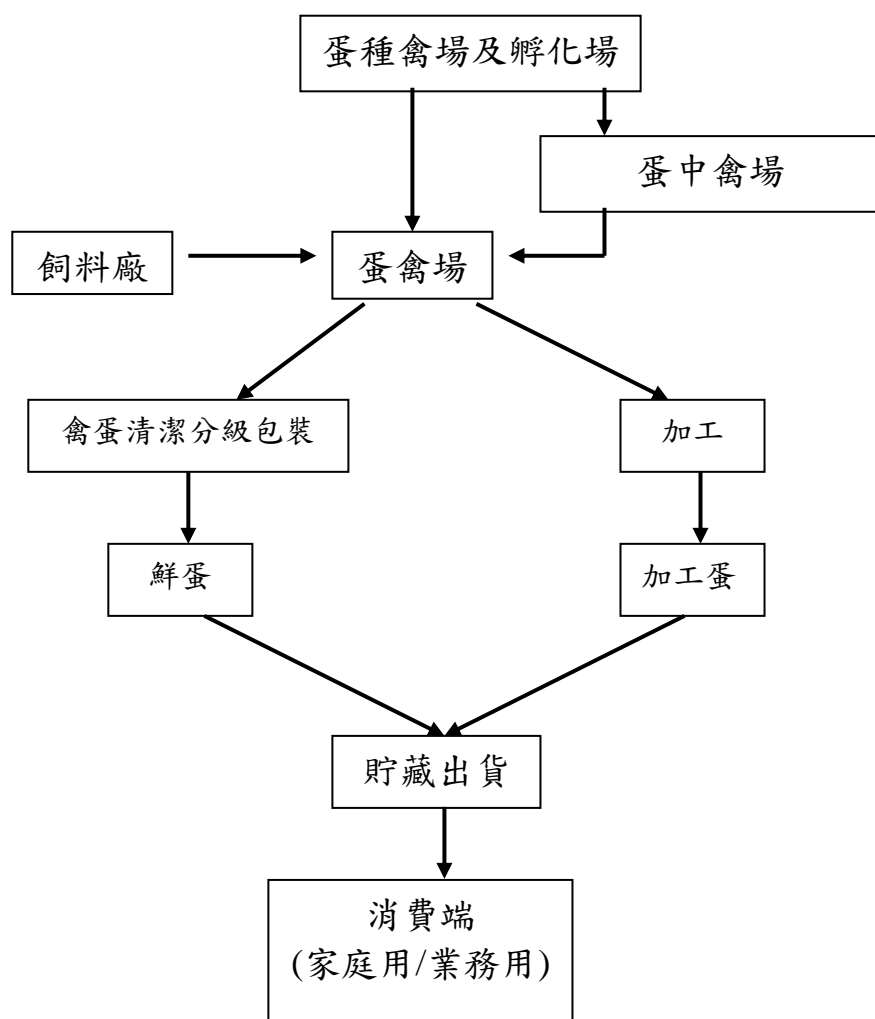 蛋種禽場及孵化場
蛋中禽場
飼料廠
蛋禽場
禽蛋清潔分級包裝
加工
鮮蛋
加工蛋
貯藏出貨
消費端
(家庭用/業務用)